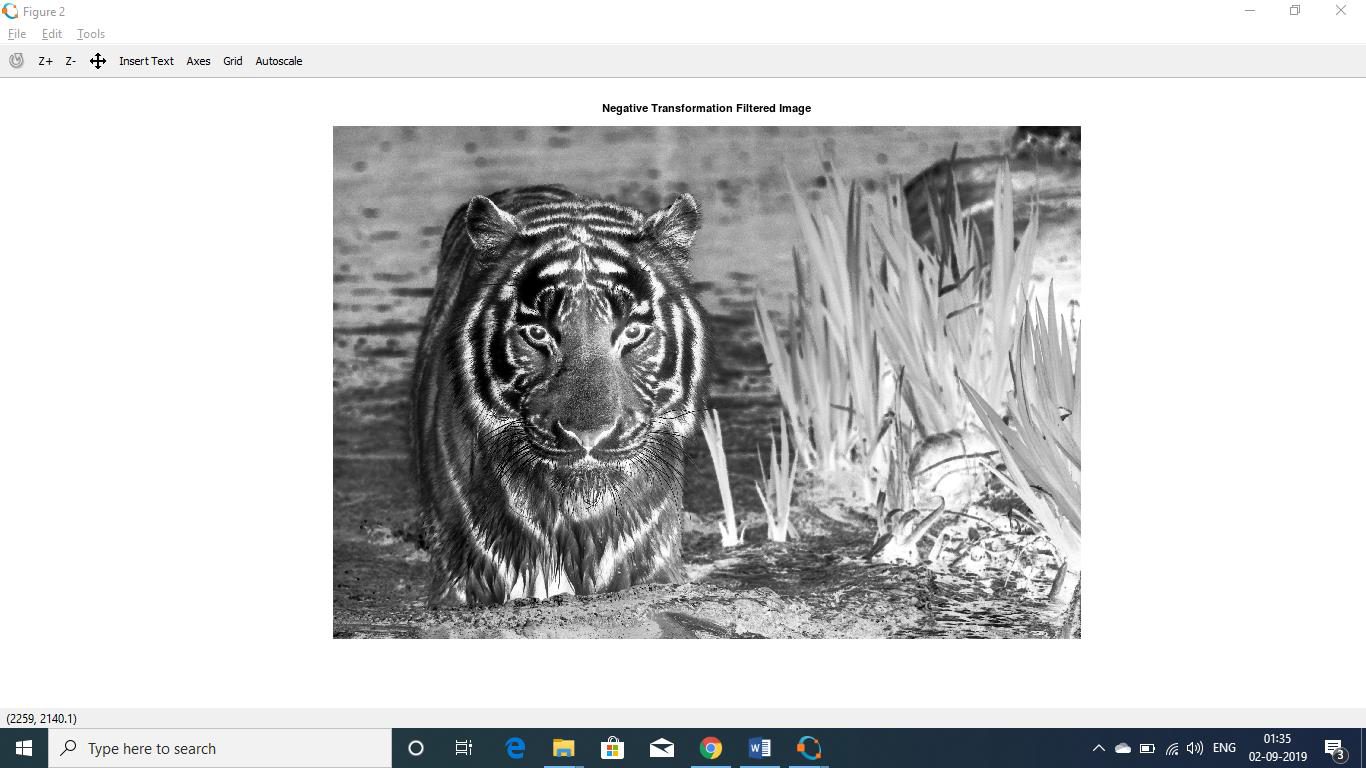 Figure 2
File Edit Tools
Z+ Z- Insert Text Axes Grid Autoscale
Negative Transformation Filtered Image
(2259, 2140.1)
Type here to search
ENG
01:35
02-09-2019
3